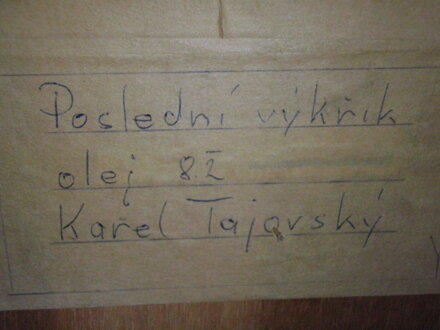 Poslední výkřik
olej 82
Karel Tajovský